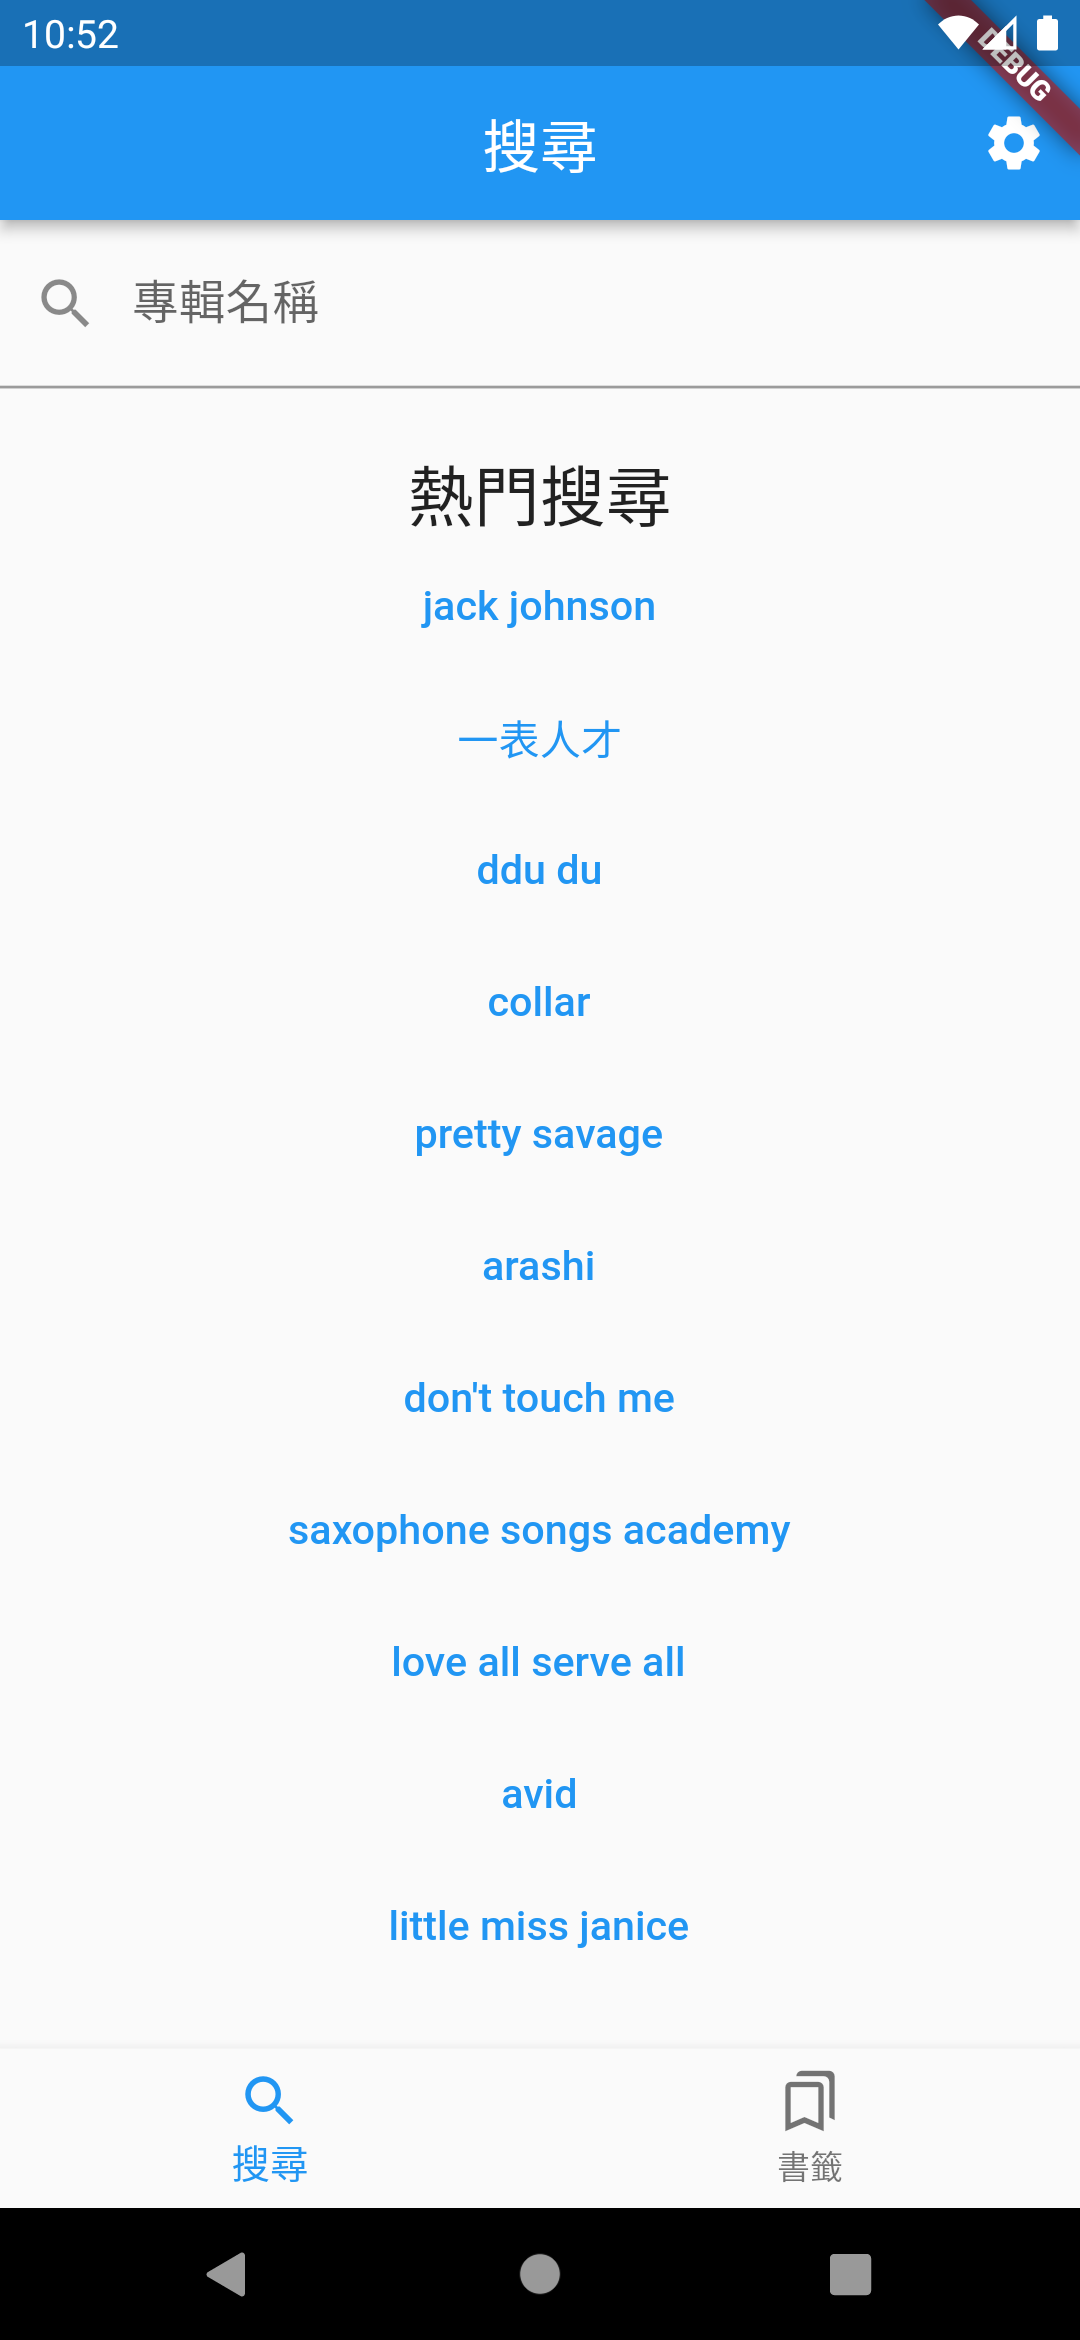 10:52
DEBUG
搜尋
專輯名稱
熱門搜尋
jack johnson
一表人才
ddu du
collar
pretty savage
arashi
don't touch me
saxophone songs academy
love all serve all
avid
little miss janice
搜尋
書籤